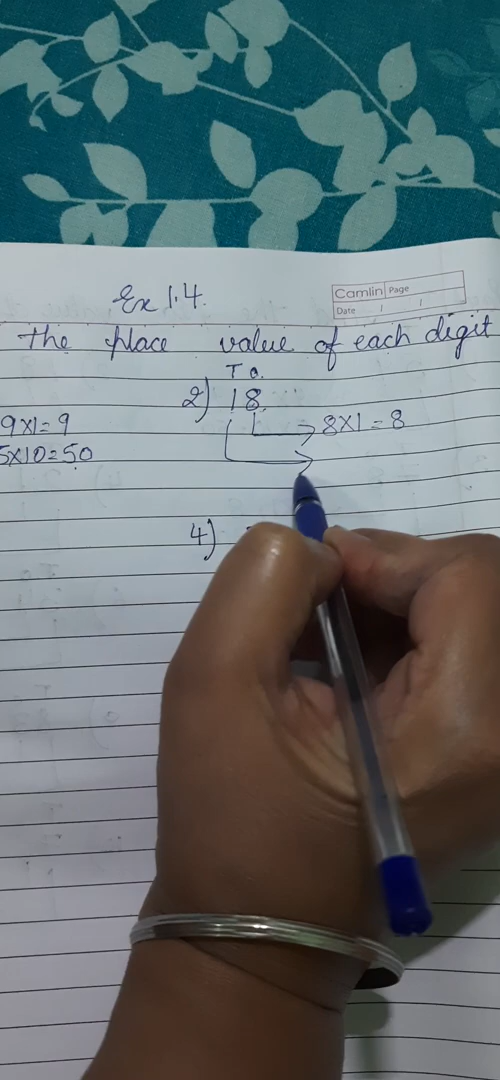 Ex 1.4.
Camlin Page
Date / /
the place value of each digit
T O.
2) 18
9X1=9
8X1=8
5X10=50
4)